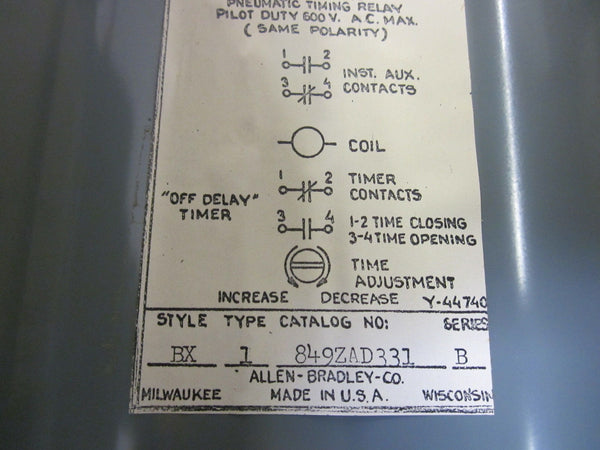 PNEUMATIC TIMING RELAY
PILOT DUTY 600 V. A.C. MAX.
( SAME POLARITY )
1 2
INST. AUX.
3 4
CONTACTS
COIL
1 2 TIMER
CONTACTS
"OFF DELAY"
TIMER
3 4 1-2 TIME CLOSING
3-4 TIME OPENING
TIME
ADJUSTMENT
INCREASE DECREASE Y-44740
STYLE TYPE CATALOG NO: SERIES
BX 1 849ZAD331 B
ALLEN-BRADLEY-CO.
MILWAUKEE MADE IN U.S.A. WISCONSIN